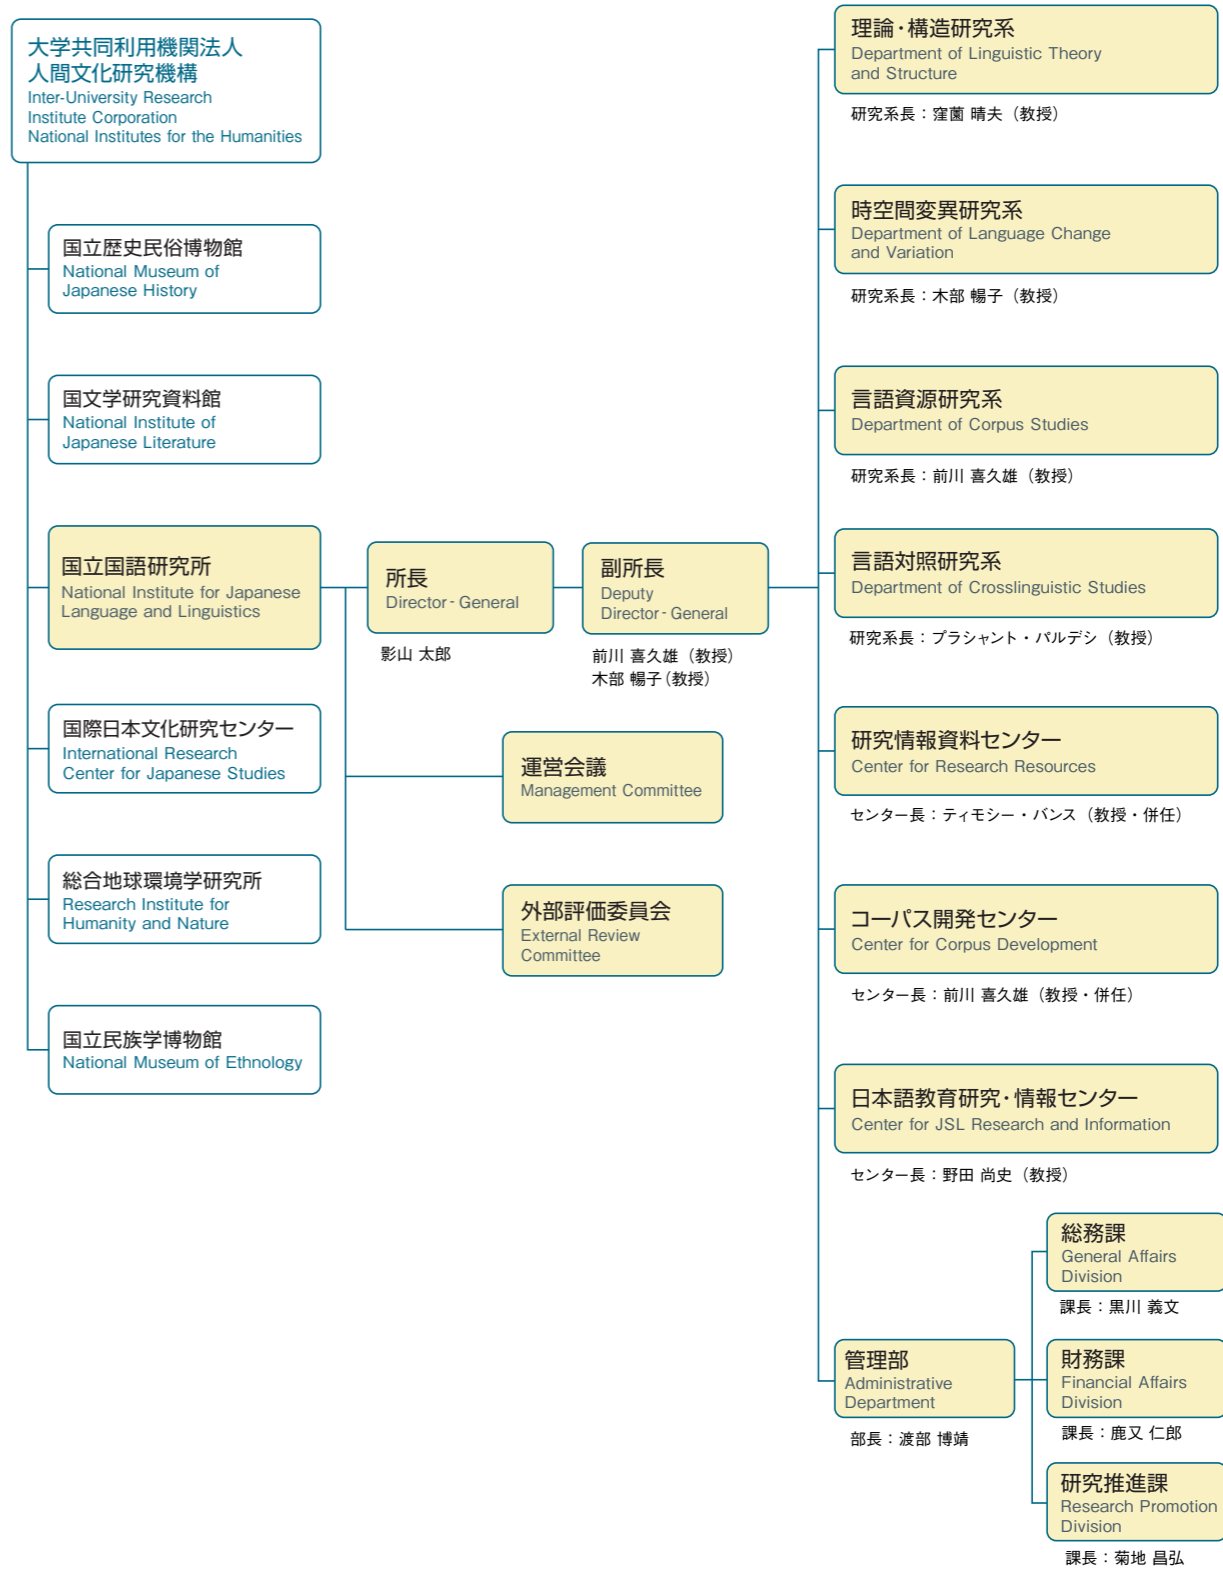 大学共同利用機関法人
人間文化研究機構
Inter-University Research
Institute Corporation
National Institutes for the Humanities
国立歴史民俗博物館
National Museum of
Japanese History
国文学研究資料館
National Institute of
Japanese Literature
国立国語研究所
National Institute for Japanese
Language and Linguistics
国際日本文化研究センター
International Research
Center for Japanese Studies
総合地球環境学研究所
Research Institute for
Humanity and Nature
国立民族学博物館
National Museum of Ethnology
所長
Director-General
影山 太郎
副所長
Deputy
Director-General
前川 喜久雄（教授）
木部 暢子（教授）
運営会議
Management Committee
外部評価委員会
External Review
Committee
理論・構造研究系
Department of Linguistic Theory
and Structure
研究系長：窪薗 晴夫（教授）
時空間変異研究系
Department of Language Change
and Variation
研究系長：木部 暢子（教授）
言語資源研究系
Department of Corpus Studies
研究系長：前川 喜久雄（教授）
言語対照研究系
Department of Crosslinguistic Studies
研究系長：プラシャント・パルデシ（教授）
研究情報資料センター
Center for Research Resources
センター長：ティモシー・バンス（教授・併任）
コーパス開発センター
Center for Corpus Development
センター長：前川 喜久雄（教授・併任）
日本語教育研究・情報センター
Center for JSL Research and Information
センター長：野田 尚史（教授）
管理部
Administrative
Department
部長：渡部 博靖
総務課
General Affairs
Division
課長：黒川 義文
財務課
Financial Affairs
Division
課長：鹿又 仁郎
研究推進課
Research Promotion
Division
課長：菊地 昌弘